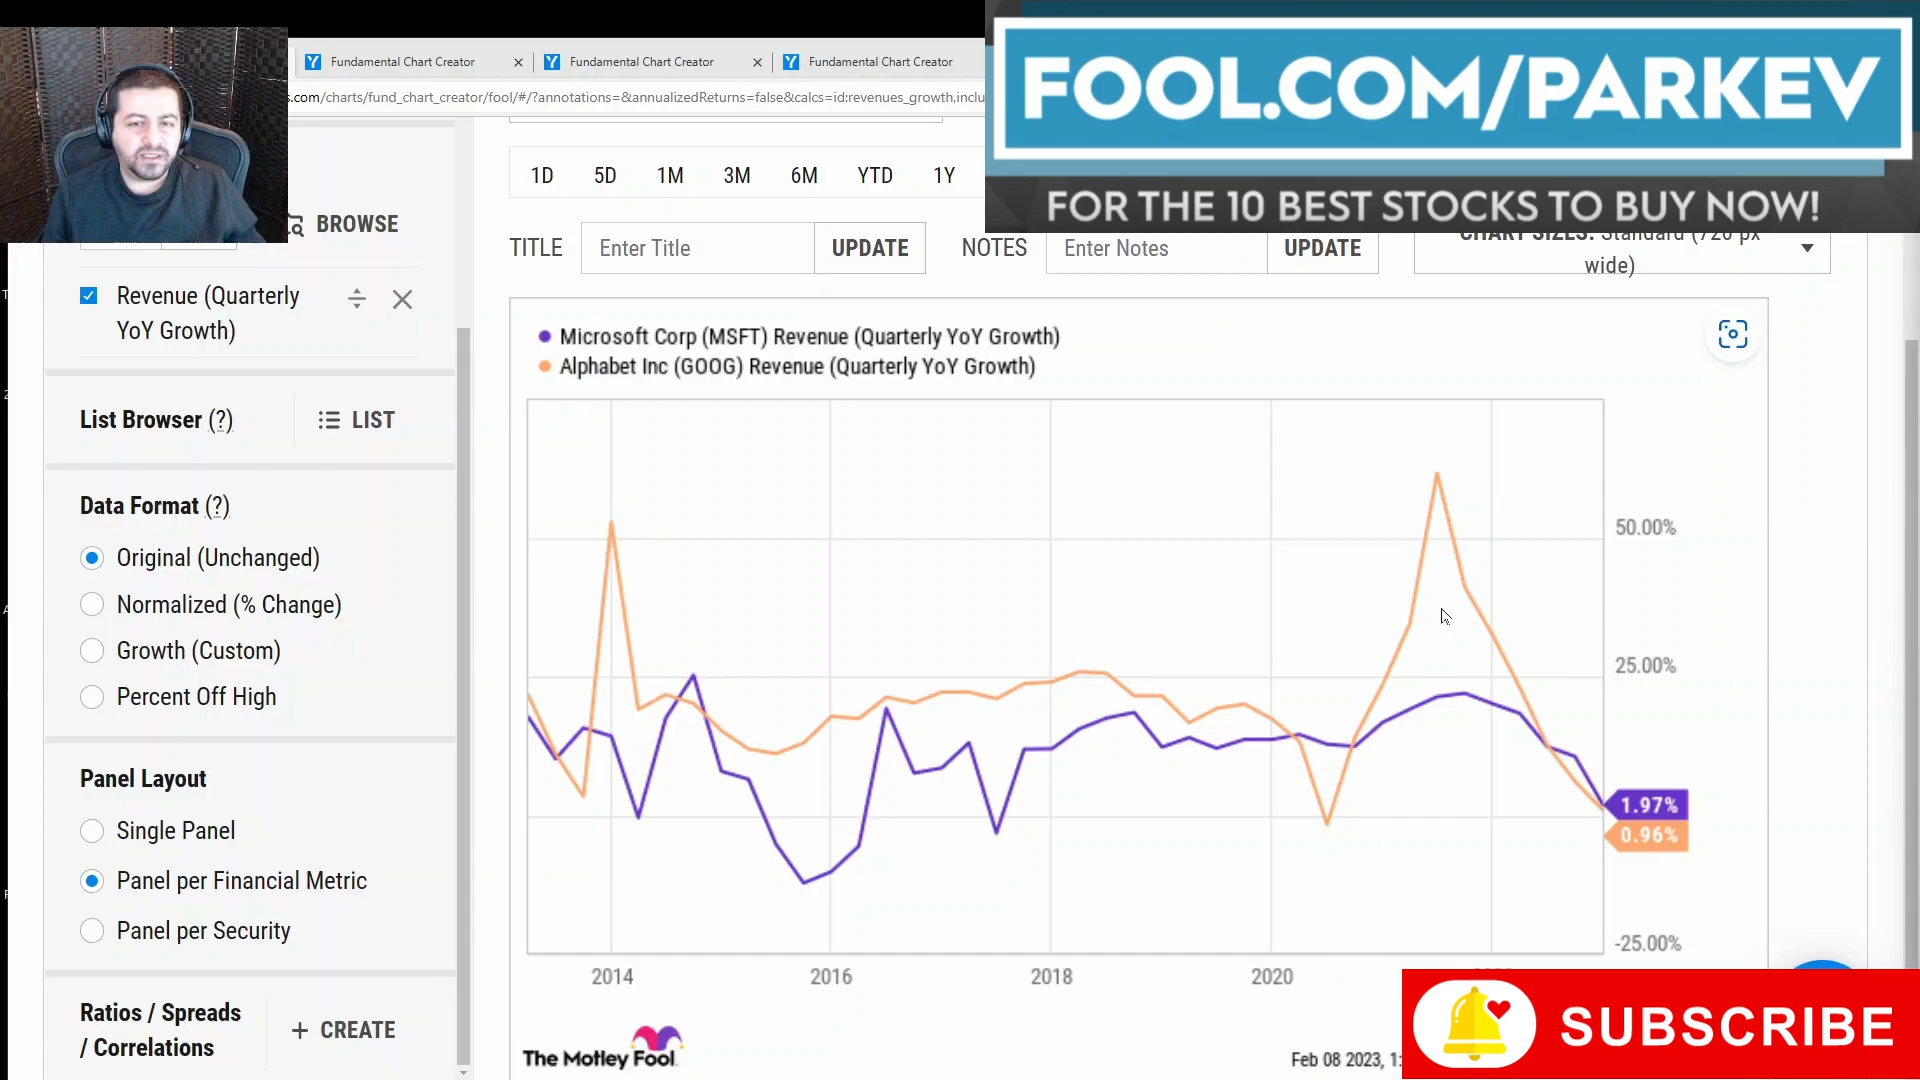 FOOL.COM/PARKEV
FOR THE 10 BEST STOCKS TO BUY NOW!
Fundamental Chart Creator
Fundamental Chart Creator
Fundamental Chart Creator
s.com/charts/fund_chart_creator/fool/#/?annotations=&annualizedReturns=false&calcs=id:revenues_growth,inclu
1D 5D 1M 3M 6M YTD 1Y
BROWSE
TITLE Enter Title UPDATE NOTES Enter Notes UPDATE
CHART SIZES: Standard (720 px
wide)
Revenue (Quarterly
YoY Growth)
List Browser (?) LIST
Data Format (?)
Original (Unchanged)
Normalized (% Change)
Growth (Custom)
Percent Off High
Panel Layout
Single Panel
Panel per Financial Metric
Panel per Security
Ratios / Spreads
/ Correlations
+ CREATE
Microsoft Corp (MSFT) Revenue (Quarterly YoY Growth)
Alphabet Inc (GOOG) Revenue (Quarterly YoY Growth)
50.00%
25.00%
1.97%
0.96%
-25.00%
2014 2016 2018 2020
The Motley Fool.
Feb 08 2023, 1:
SUBSCRIBE